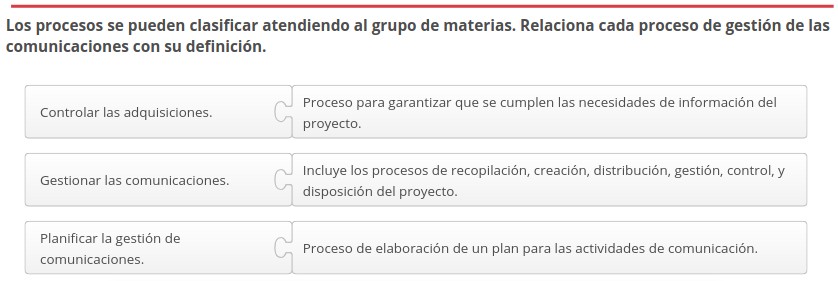 Los procesos se pueden clasificar atendiendo al grupo de materias. Relaciona cada proceso de gestión de las
comunicaciones con su definición.
Controlar las adquisiciones.
Proceso para garantizar que se cumplen las necesidades de información del
proyecto.
Gestionar las comunicaciones.
Incluye los procesos de recopilación, creación, distribución, gestión, control, y
disposición del proyecto.
Planificar la gestión de
comunicaciones.
Proceso de elaboración de un plan para las actividades de comunicación.